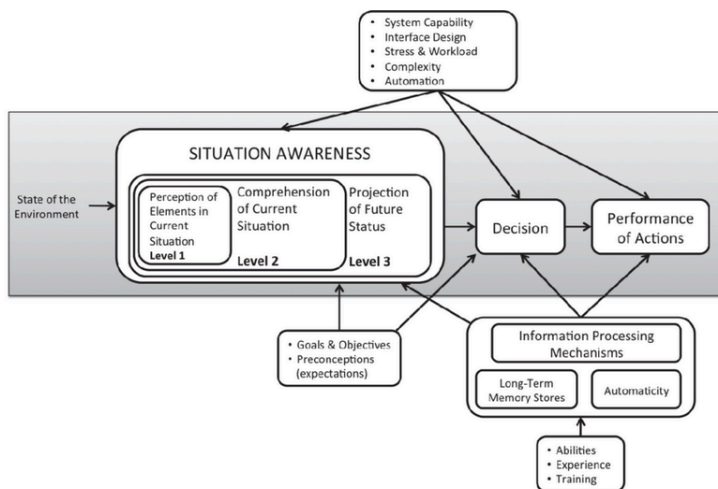 • System Capability
• Interface Design
• Stress & Workload
• Complexity
• Automation
SITUATION AWARENESS
State of the
Environment
Perception of
Elements in
Current
Situation
Level 1
Comprehension
of Current
Situation
Level 2
Projection
of Future
Status
Level 3
Decision
Performance
of Actions
• Goals & Objectives
• Preconceptions
(expectations)
Information Processing
Mechanisms
Long-Term
Memory Stores
Automaticity
• Abilities
• Experience
• Training